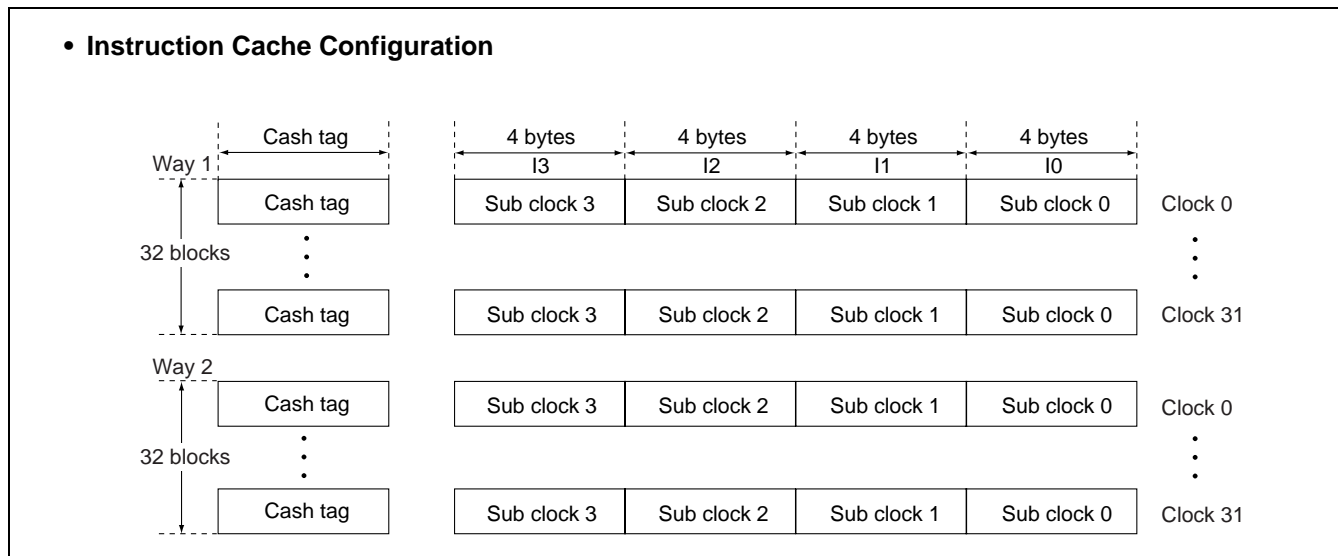 • Instruction Cache Configuration
Cash tag 4 bytes 4 bytes 4 bytes 4 bytes
Way 1 I3 I2 I1 I0
Cash tag Sub clock 3 Sub clock 2 Sub clock 1 Sub clock 0 Clock 0
32 blocks
Cash tag Sub clock 3 Sub clock 2 Sub clock 1 Sub clock 0 Clock 31
Way 2
Cash tag Sub clock 3 Sub clock 2 Sub clock 1 Sub clock 0 Clock 0
32 blocks
Cash tag Sub clock 3 Sub clock 2 Sub clock 1 Sub clock 0 Clock 31